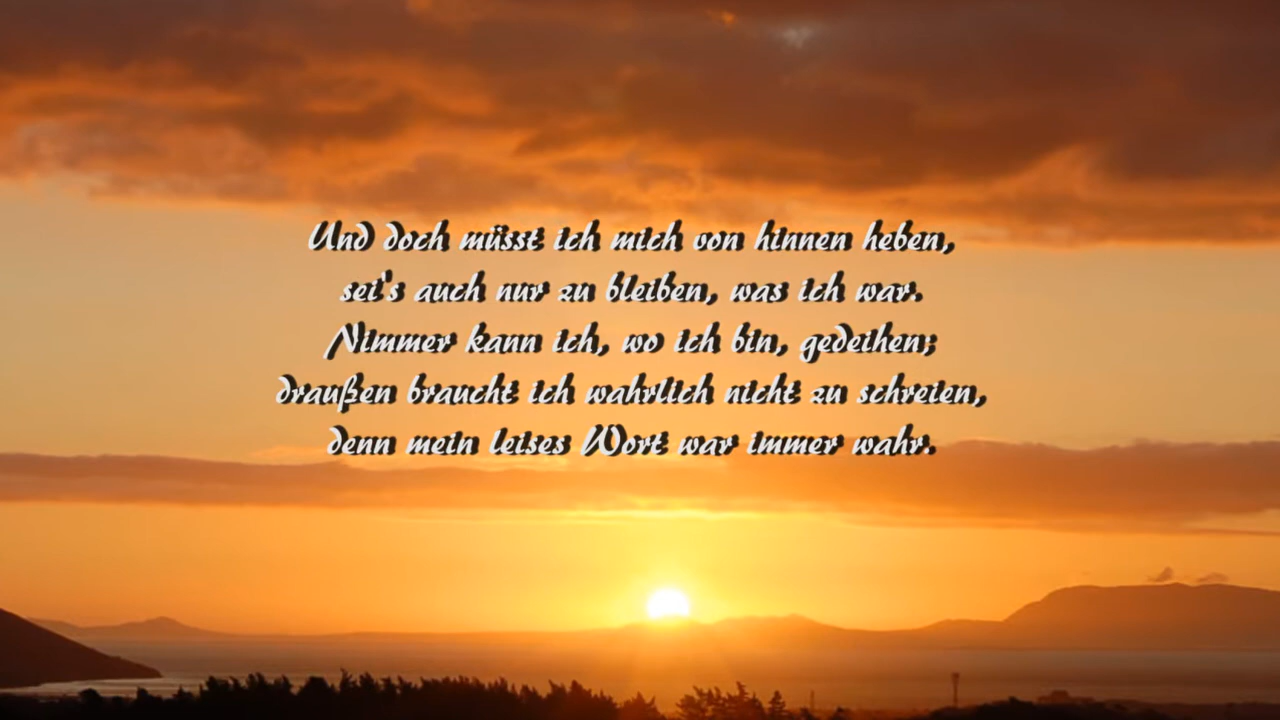 Und doch müsst ich mich von hinnen heben,
sei's auch nur zu bleiben, was ich war.
Nimmer kann ich, wo ich bin, gedeihen;
draußen braucht ich wahrlich nicht zu schreien,
denn mein leises Wort war immer wahr.